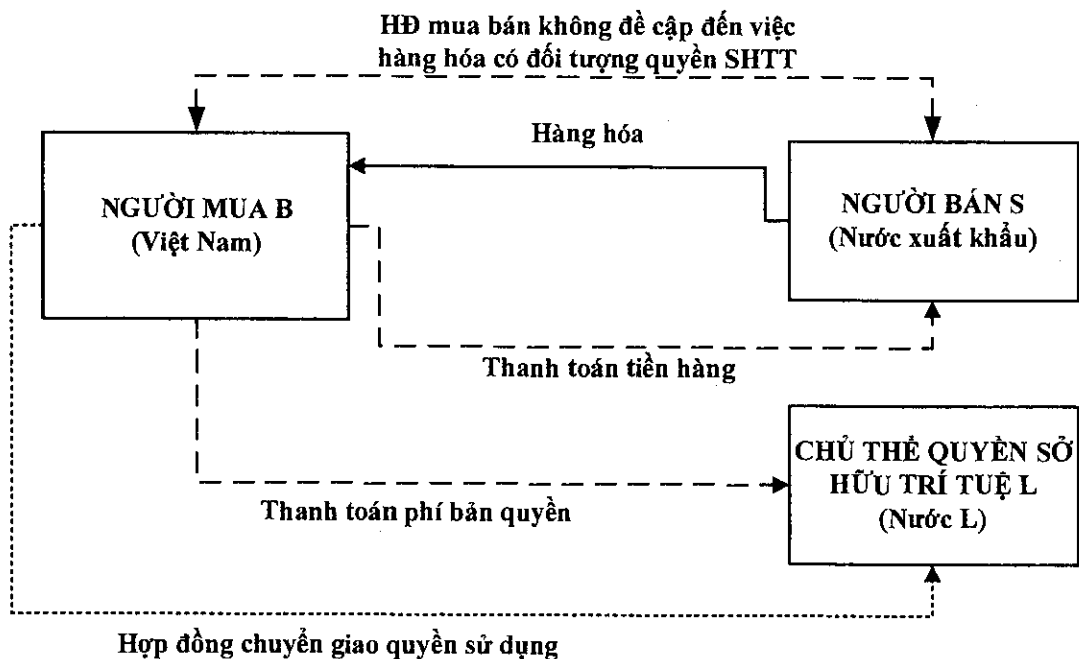 HĐ mua bán không đề cập đến việc
hàng hóa có đối tượng quyền SHTT
Hàng hóa
NGƯỜI MUA B
(Việt Nam)
NGƯỜI BÁN S
(Nước xuất khẩu)
Thanh toán tiền hàng
CHỦ THỂ QUYỀN SỞ
HỮU TRÍ TUỆ L
(Nước L)
Thanh toán phí bản quyền
Hợp đồng chuyển giao quyền sử dụng